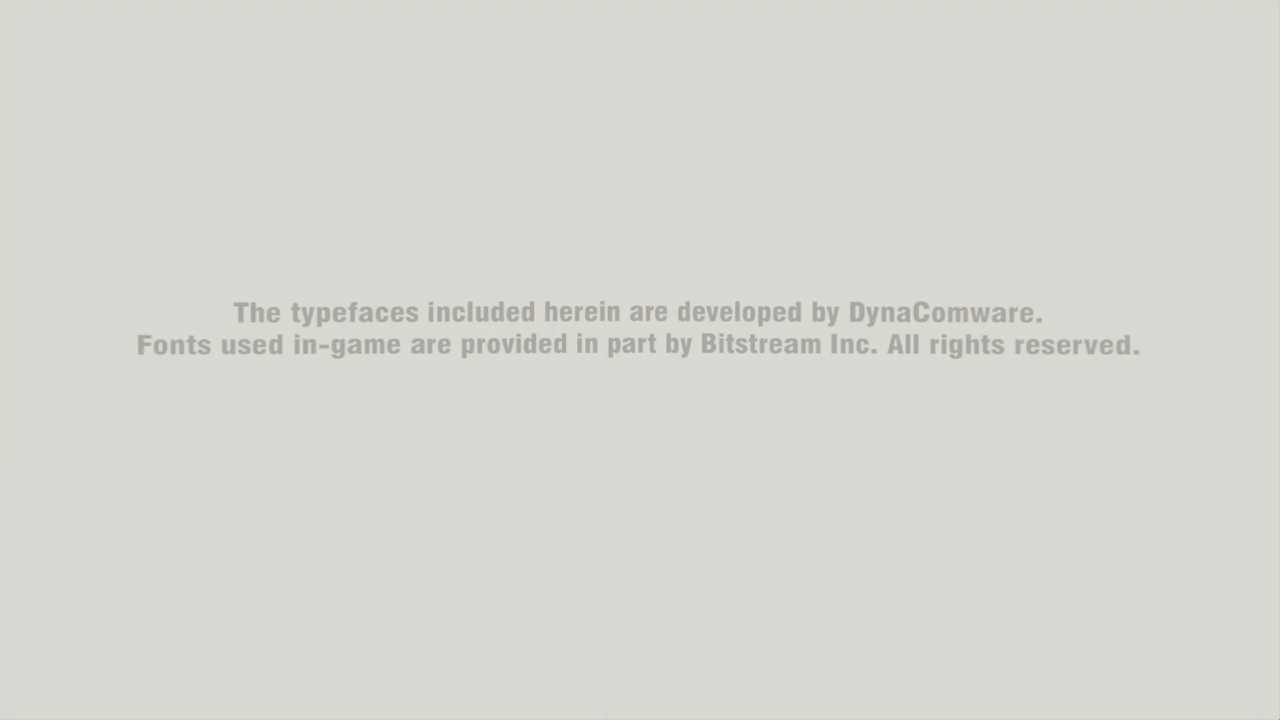 The typefaces included herein are developed by DynaComware.
Fonts used in-game are provided in part by Bitstream Inc. All rights reserved.